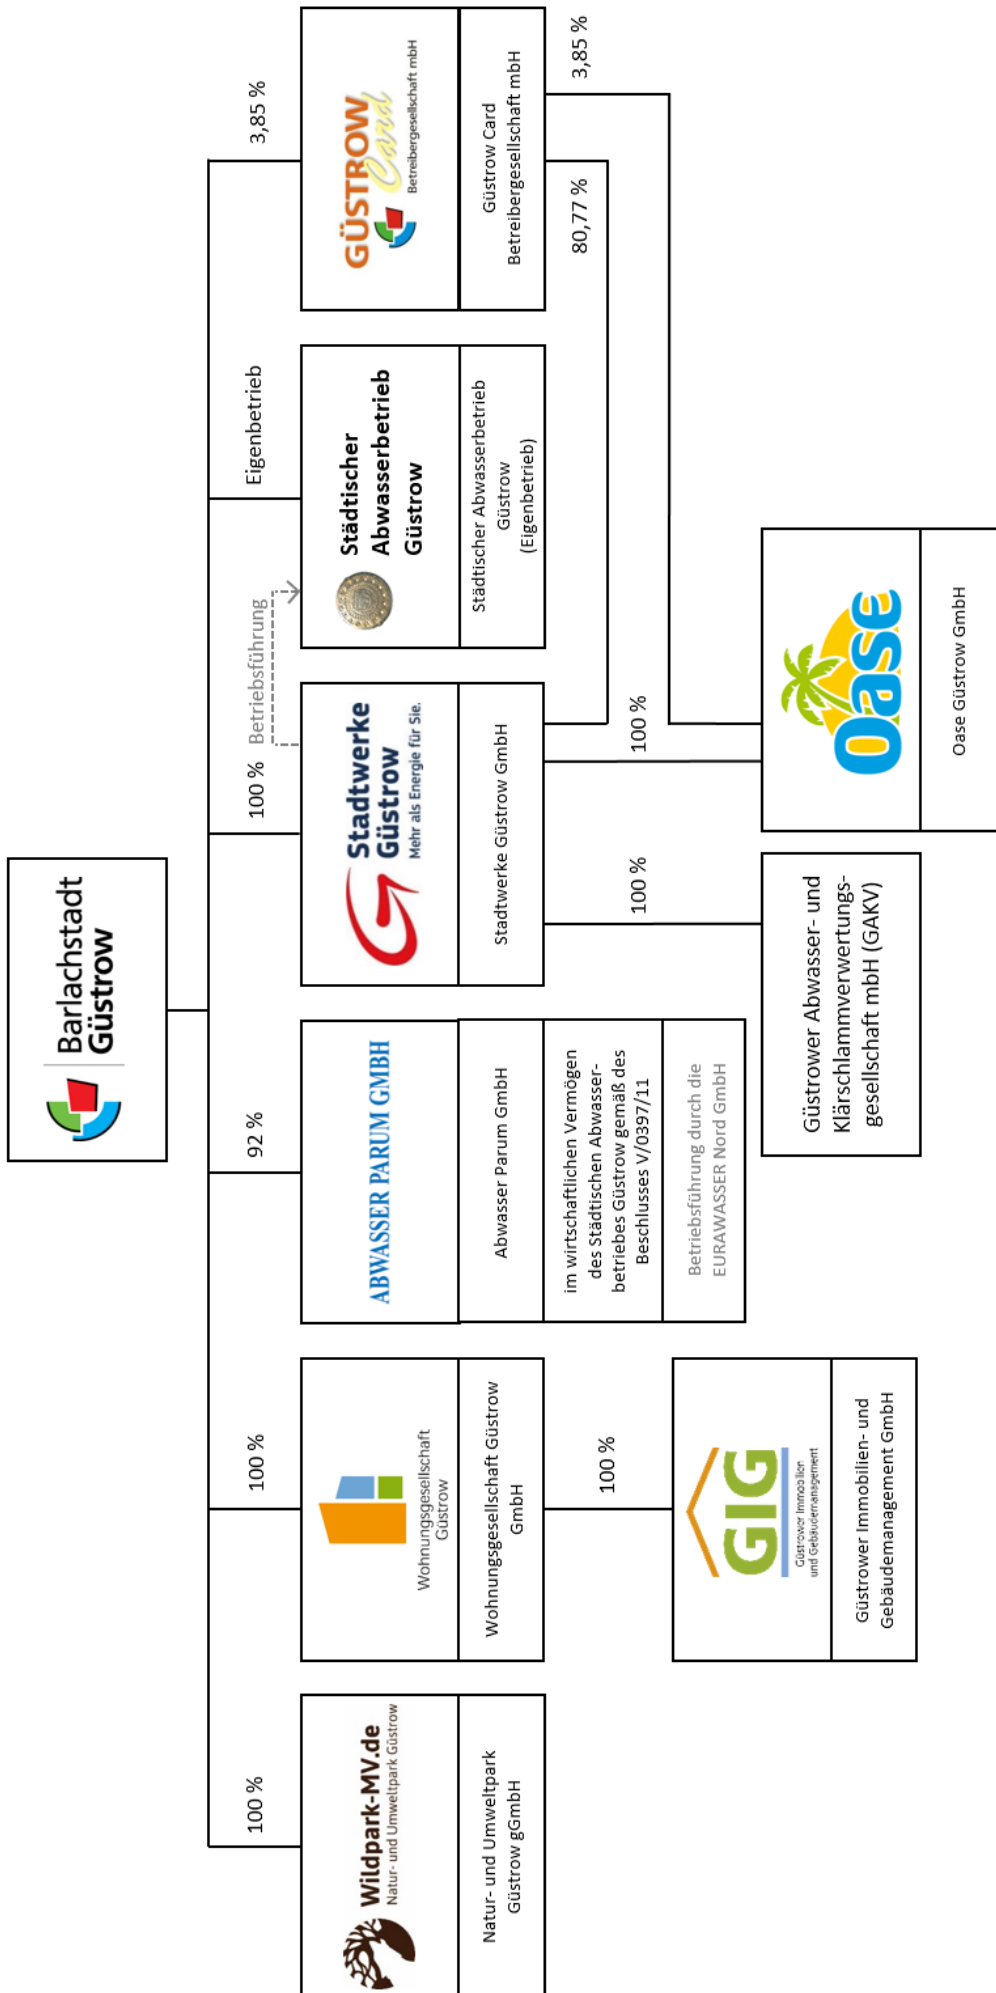 Barlachstadt
Güstrow
100 %
100 %
92 %
100 %
Betriebsführung
Eigenbetrieb
3,85 %
Wildpark-MV.de
Natur- und Umweltpark Güstrow
Natur- und Umweltpark
Güstrow gGmbH
Wohnungsgesellschaft
Güstrow
Wohnungsgesellschaft Güstrow
GmbH
ABWASSER PARUM GMBH
Abwasser Parum GmbH
im wirtschaftlichen Vermögen
des Städtischen Abwasser-
betriebes Güstrow gemäß des
Beschlusses V/0397/11
Betriebsführung durch die
EURAWASSER Nord GmbH
Stadtwerke
Güstrow
Mehr als Energie für Sie.
Stadtwerke Güstrow GmbH
Städtischer
Abwasserbetrieb
Güstrow
Städtischer Abwasserbetrieb
Güstrow
(Eigenbetrieb)
GÜSTROW
Card
Betreibergesellschaft mbH
Güstrow Card
Betreibergesellschaft mbH
80,77 %
3,85 %
100 %
100 %
100 %
GIG
Güstrower Immobilien
und Gebäudemanagement
Güstrower Immobilien- und
Gebäudemanagement GmbH
Güstrower Abwasser- und
Klärschlammverwertungs-
gesellschaft mbH (GAKV)
Oase
Oase Güstrow GmbH